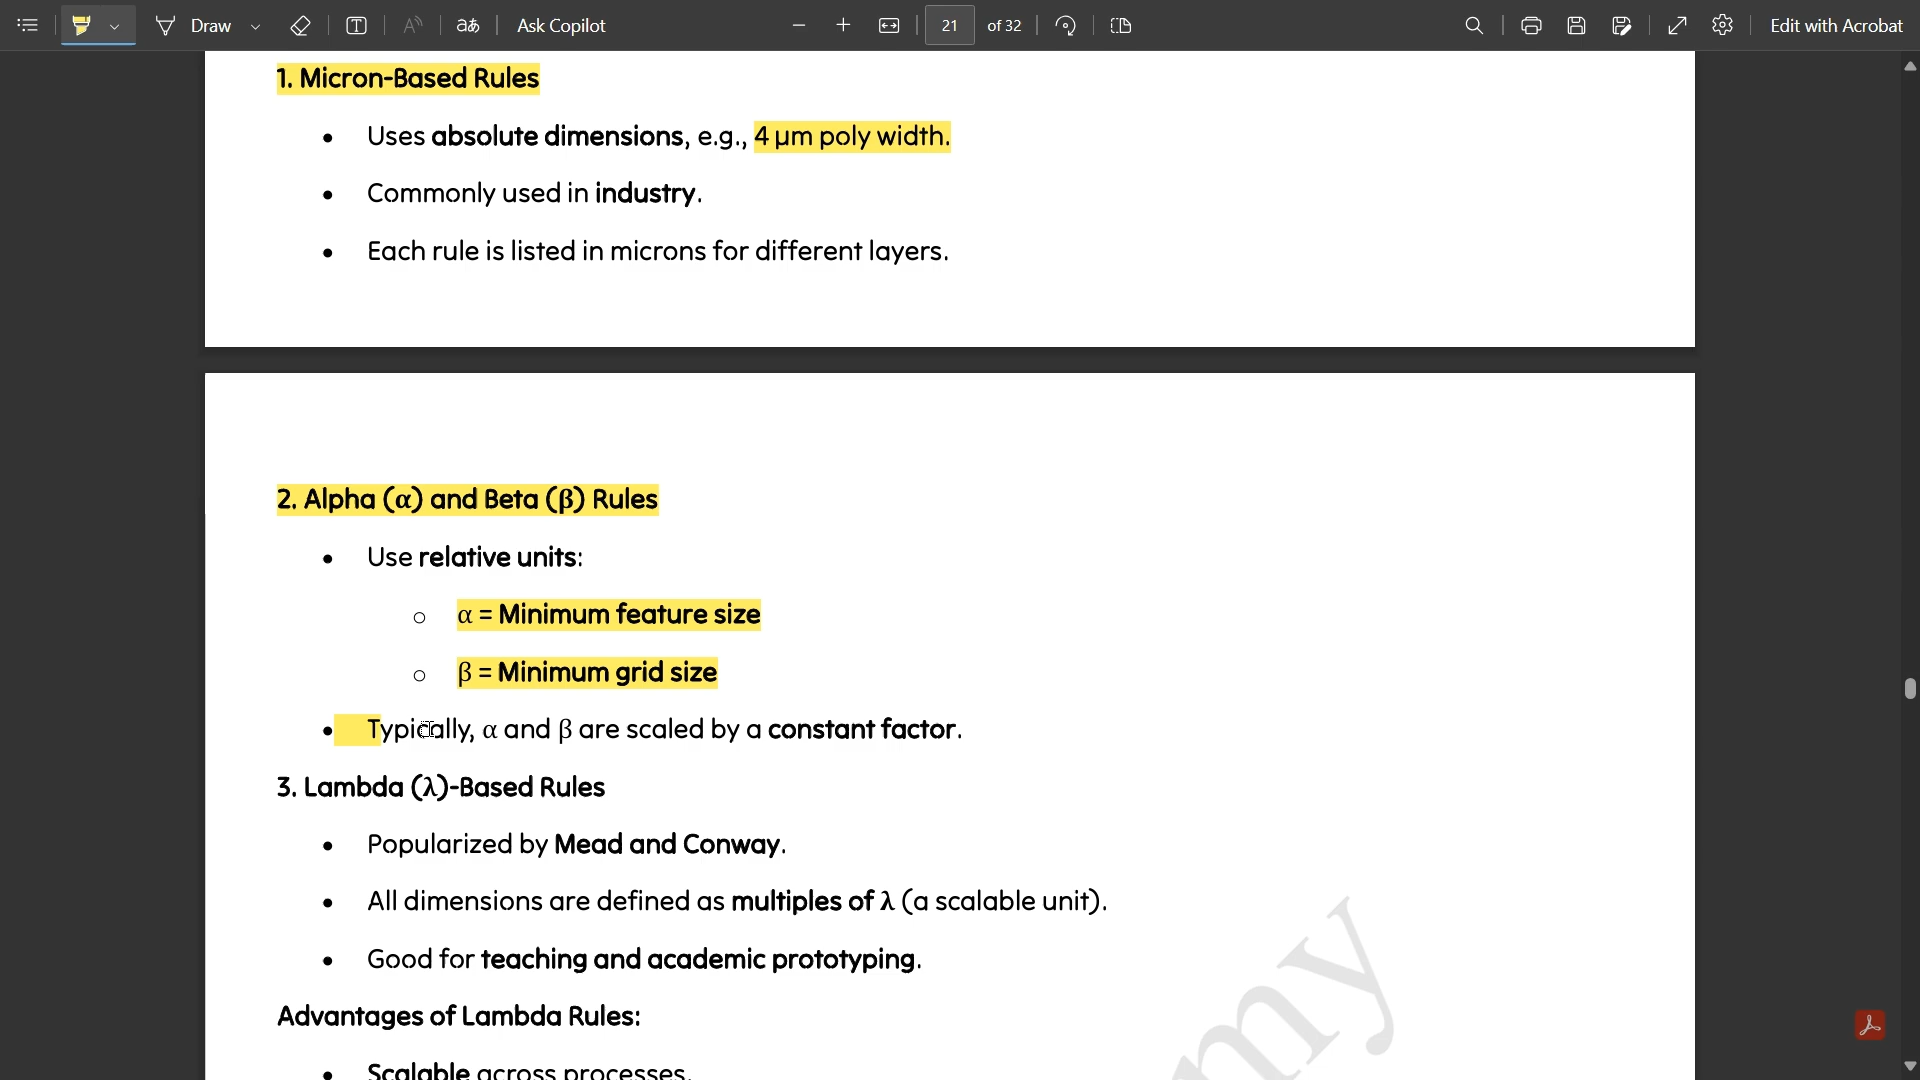 Draw
aあ
Ask Copilot
21 of 32
Edit with Acrobat
1. Micron-Based Rules
• Uses absolute dimensions, e.g., 4 μm poly width.
• Commonly used in industry.
• Each rule is listed in microns for different layers.
2. Alpha (α) and Beta (β) Rules
• Use relative units:
○ α = Minimum feature size
○ β = Minimum grid size
• Typically, α and β are scaled by a constant factor.
3. Lambda (λ)-Based Rules
• Popularized by Mead and Conway.
• All dimensions are defined as multiples of λ (a scalable unit).
• Good for teaching and academic prototyping.
Advantages of Lambda Rules:
• Scalable across processes.
my